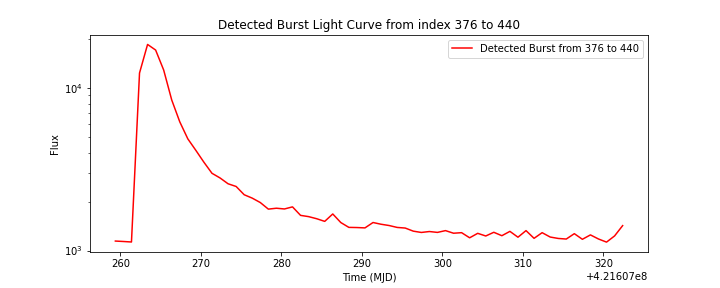 Detected Burst Light Curve from index 376 to 440
Detected Burst from 376 to 440
Flux
10⁴
10³
260 270 280 290 300 310 320
Time (MJD)
+4.21607e8